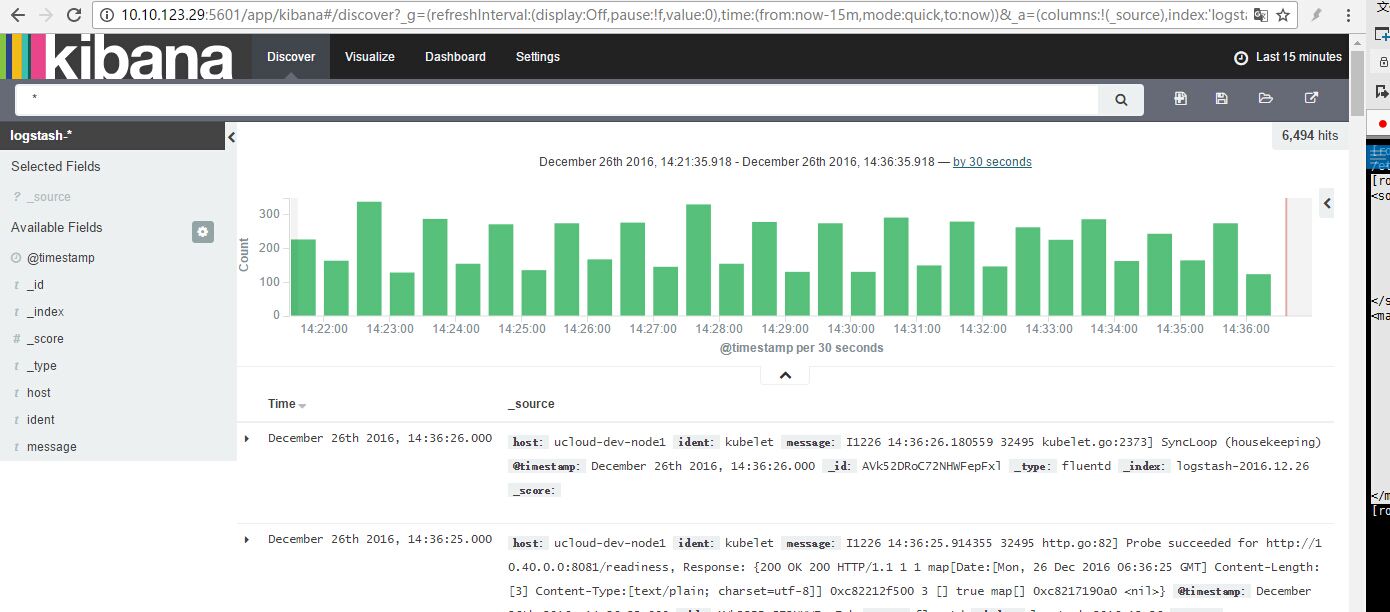 10.10.123.29:5601/app/kibana#/discover?_g=(refreshInterval:(display:Off,pause:!f,value:0),time:(from:now-15m,mode:quick,to:now))&_a=(columns:!(_source),index:'logsta
kibana Discover Visualize Dashboard Settings Last 15 minutes
*
logstash-* 6,494 hits
Selected Fields
December 26th 2016, 14:21:35.918 - December 26th 2016, 14:36:35.918 — by 30 seconds
? _source
Available Fields
@timestamp
t _id
t _index
# _score
t _type
t host
t ident
t message
Count
300
200
100
0
14:22:00 14:23:00 14:24:00 14:25:00 14:26:00 14:27:00 14:28:00 14:29:00 14:30:00 14:31:00 14:32:00 14:33:00 14:34:00 14:35:00 14:36:00
@timestamp per 30 seconds
Time _source
December 26th 2016, 14:36:26.000 host: ucloud-dev-node1 ident: kubelet message: I1226 14:36:26.180559 32495 kubelet.go:2373] SyncLoop (housekeeping)
@timestamp: December 26th 2016, 14:36:26.000 _id: AVk52DRoC72NHWFepFxl _type: fluentd _index: logstash-2016.12.26
_score:
December 26th 2016, 14:36:25.000 host: ucloud-dev-node1 ident: kubelet message: I1226 14:36:25.914355 32495 http.go:82] Probe succeeded for http://1
0.40.0.0:8081/readiness, Response: {200 OK 200 HTTP/1.1 1 1 map[Date:[Mon, 26 Dec 2016 06:36:25 GMT] Content-Length:
[3] Content-Type:[text/plain; charset=utf-8]] 0xc82212f500 3 [] true map[] 0xc8217190a0 <nil>} @timestamp: December
文
[ro
/et
[ro
<so
</s
<ma
</m
[ro